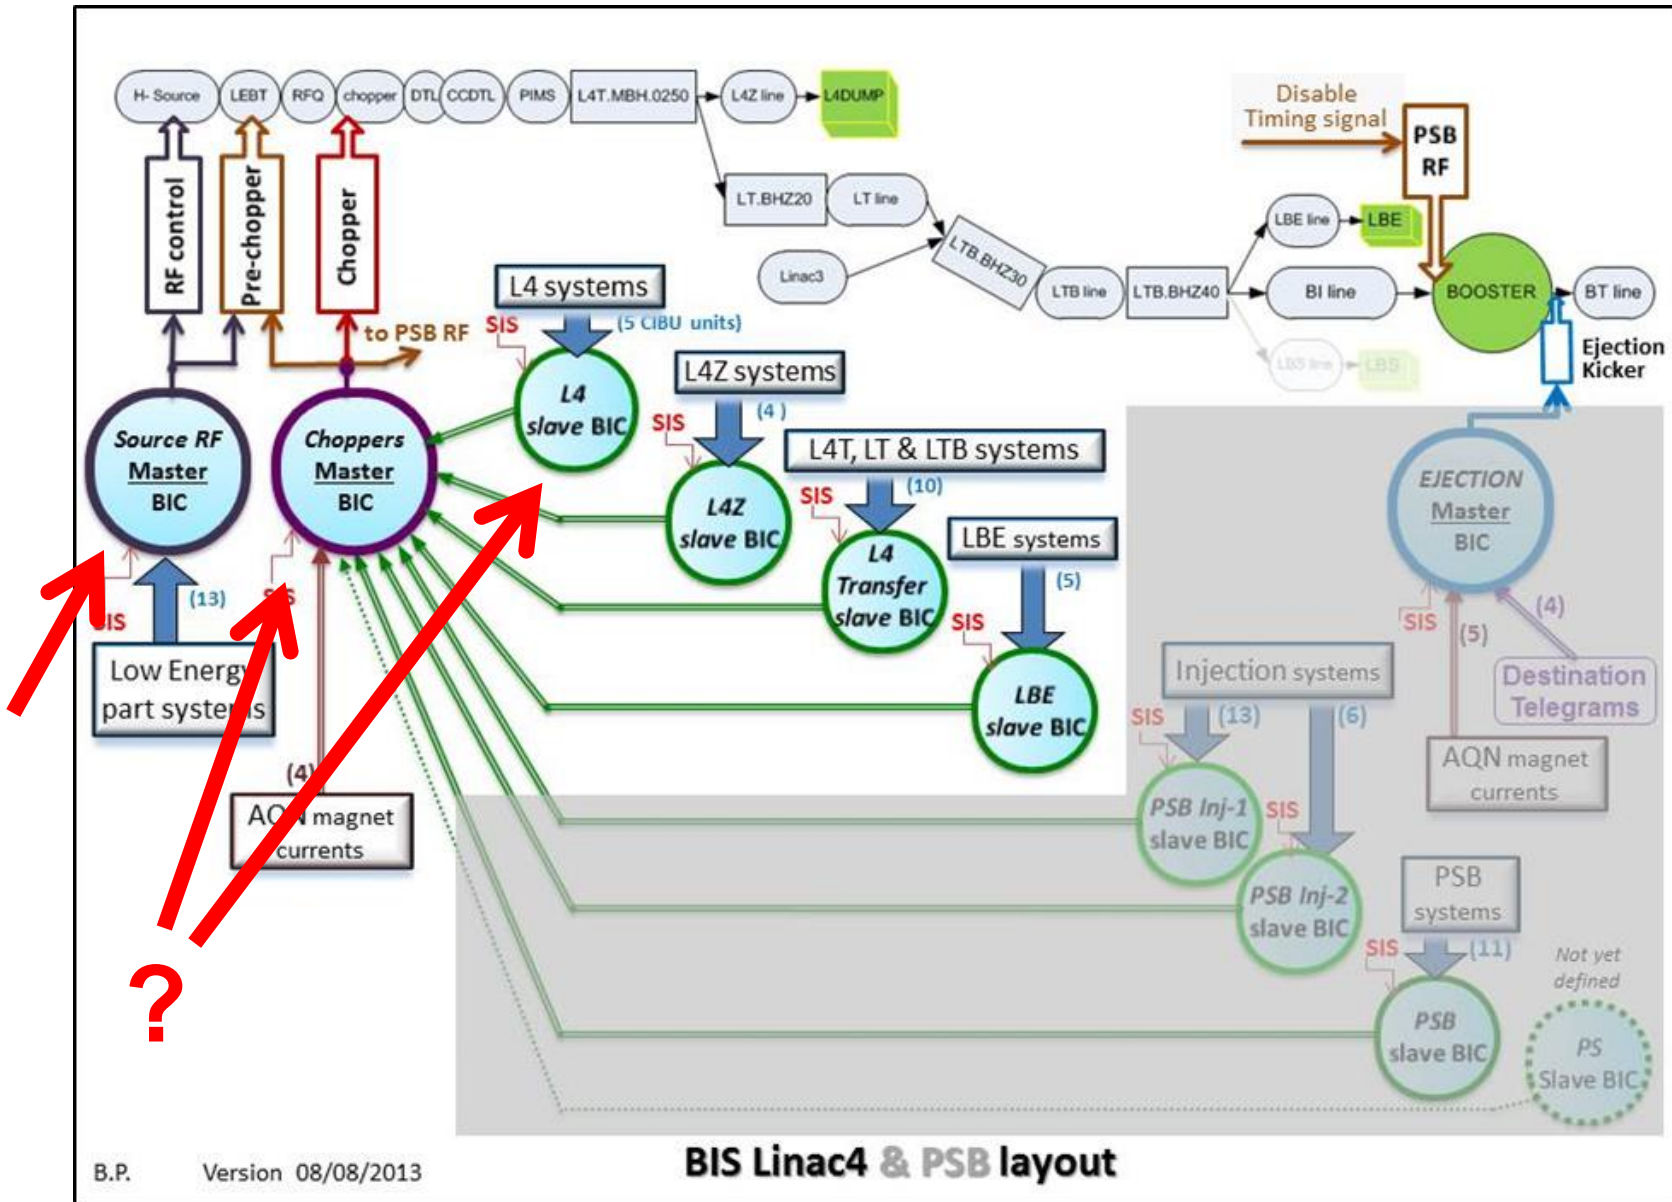 H- Source
LEBT
RFQ
chopper
DTL
CCDTL
PIMS
L4T.MBH.0250
L4Z line
L4DUMP
Disable
Timing signal
PSB
RF
RF control
Pre-chopper
Chopper
LT.BHZ20
LT line
Linac3
LTB.BHZ30
LTB line
LTB.BHZ40
LBE line
LBE
BI line
BOOSTER
BT line
LBS line
LBS
Ejection
Kicker
to PSB RF
L4 systems
SIS
(5 CIBU units)
L4
slave BIC
L4Z systems
SIS
(4 )
L4Z
slave BIC
L4T, LT & LTB systems
SIS
(10)
L4
Transfer
slave BIC
LBE systems
SIS
(5)
LBE
slave BIC
Source RF
Master
BIC
Choppers
Master
BIC
SIS
(13)
Low Energy
part systems
SIS
(4)
AQN magnet
currents
?
EJECTION
Master
BIC
SIS
(5)
(4)
Destination
Telegrams
AQN magnet
currents
Injection systems
SIS
(13)
(6)
PSB Inj-1
slave BIC
SIS
PSB Inj-2
slave BIC
PSB
systems
SIS
(11)
PSB
slave BIC
Not yet
defined
PS
Slave BIC
B.P.
Version 08/08/2013
BIS Linac4 & PSB layout